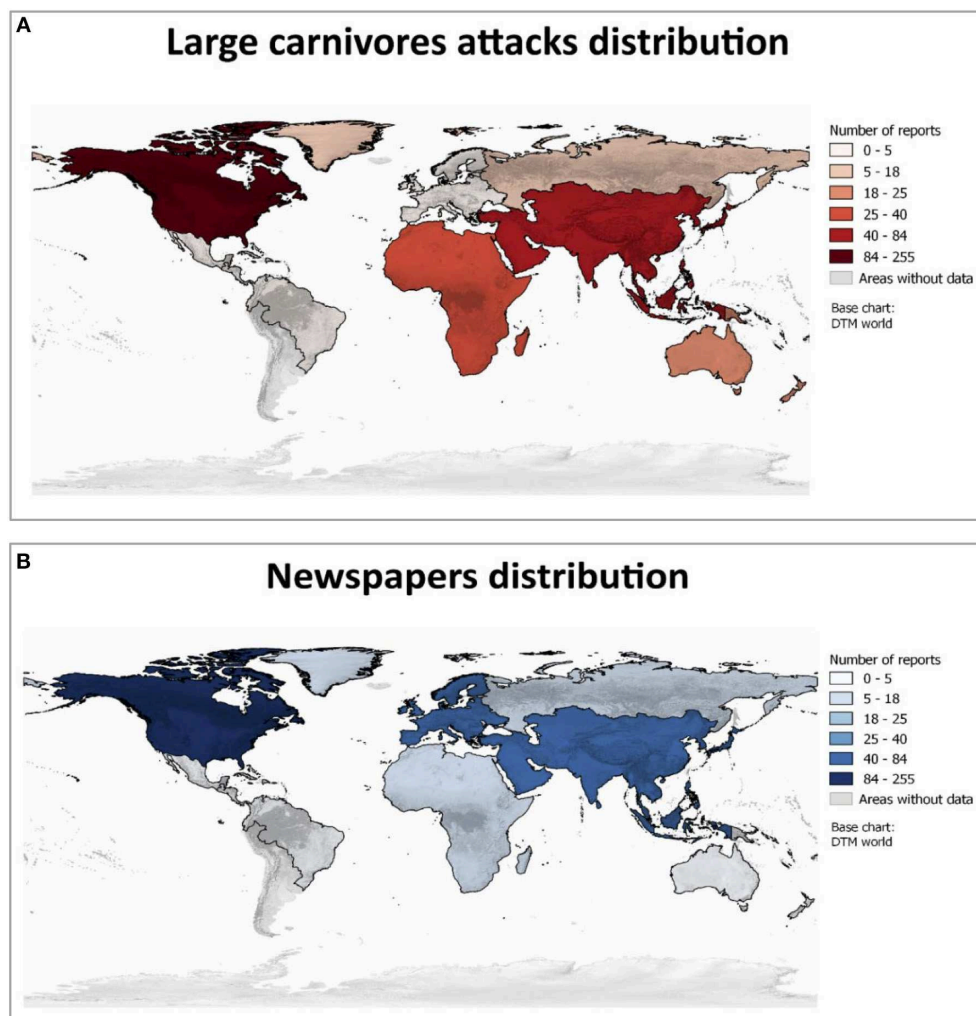 A
Large carnivores attacks distribution
Number of reports
0 - 5
5 - 18
18 - 25
25 - 40
40 - 84
84 - 255
Areas without data
Base chart:
DTM world
B
Newspapers distribution
Number of reports
0 - 5
5 - 18
18 - 25
25 - 40
40 - 84
84 - 255
Areas without data
Base chart:
DTM world